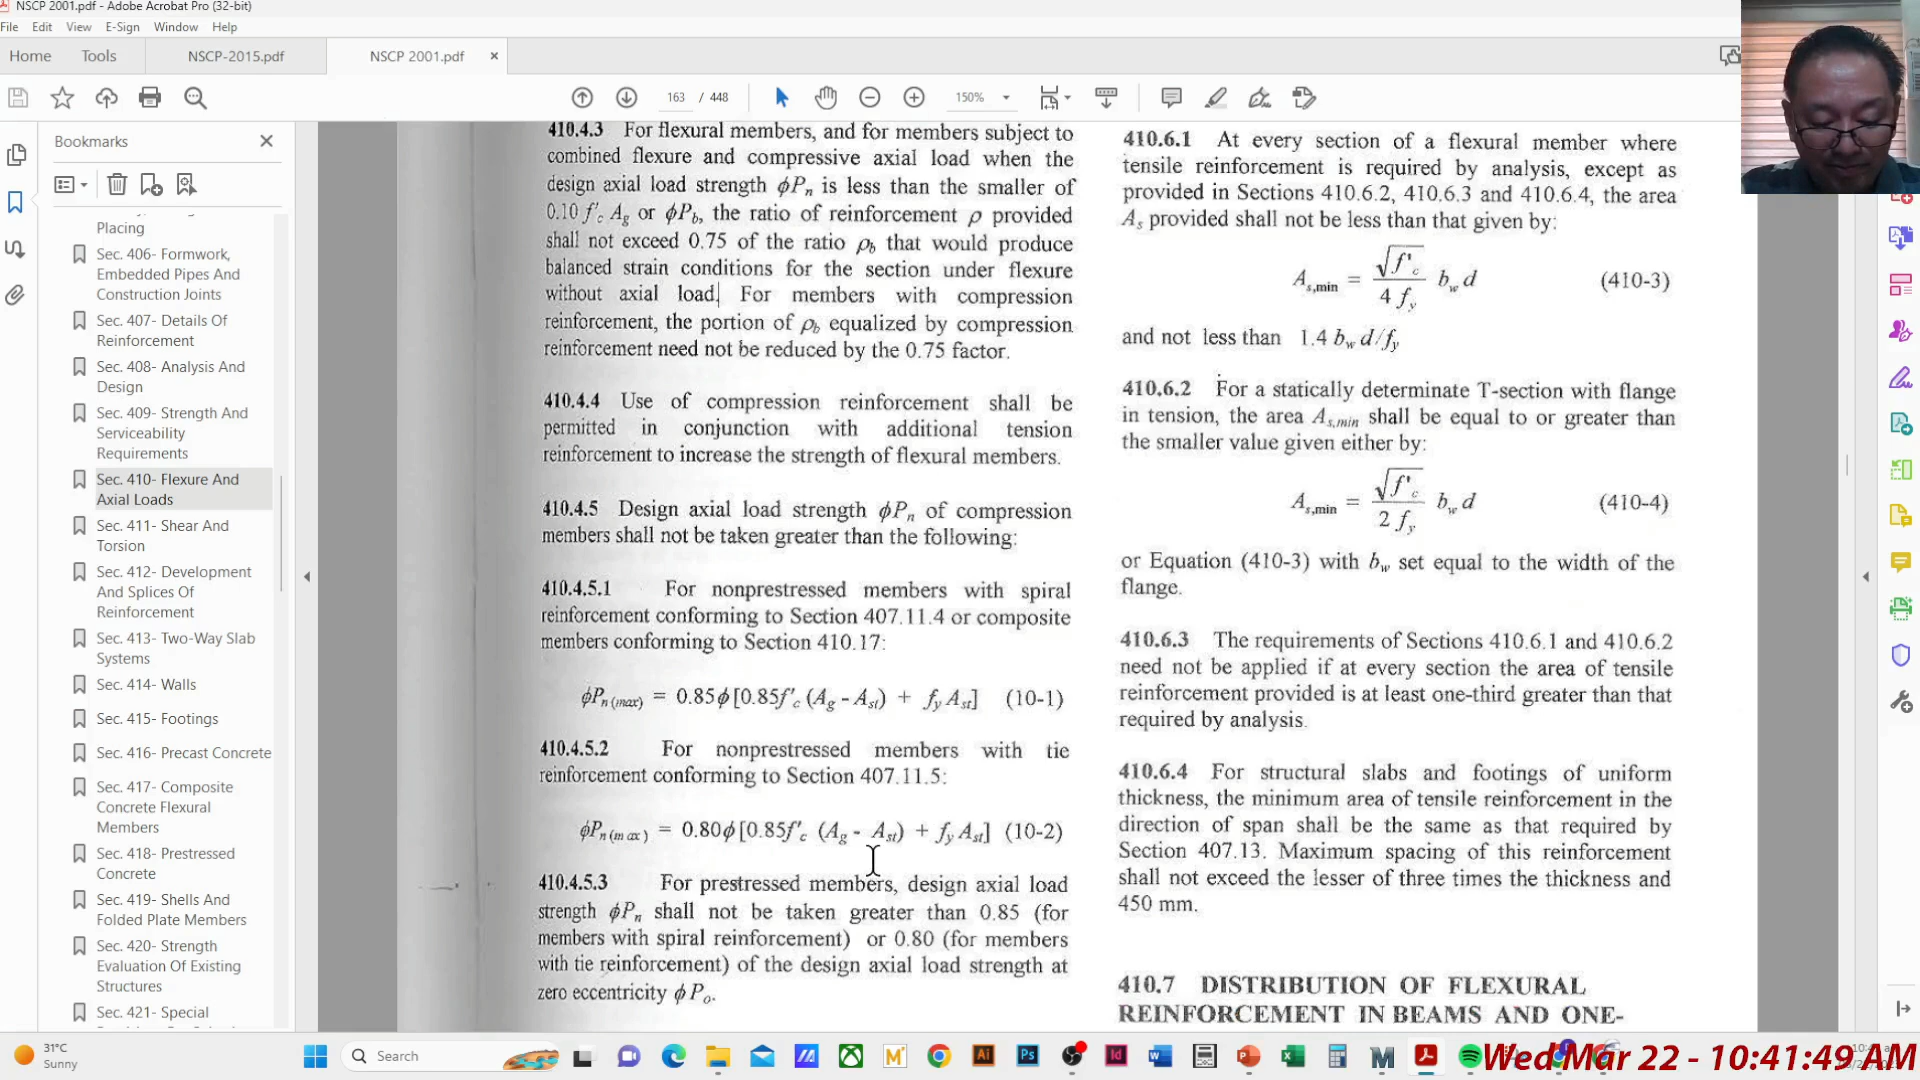 NSCP 2001.pdf - Adobe Acrobat Pro (32-bit)
File Edit View E-Sign Window Help
Home Tools NSCP-2015.pdf NSCP 2001.pdf ×
163 / 448 150%
Bookmarks
Placing
Sec. 406- Formwork,
Embedded Pipes And
Construction Joints
Sec. 407- Details Of
Reinforcement
Sec. 408- Analysis And
Design
Sec. 409- Strength And
Serviceability
Requirements
Sec. 410- Flexure And
Axial Loads
Sec. 411- Shear And
Torsion
Sec. 412- Development
And Splices Of
Reinforcement
Sec. 413- Two-Way Slab
Systems
Sec. 414- Walls
Sec. 415- Footings
Sec. 416- Precast Concrete
Sec. 417- Composite
Concrete Flexural
Members
Sec. 418- Prestressed
Concrete
Sec. 419- Shells And
Folded Plate Members
Sec. 420- Strength
Evaluation Of Existing
Structures
Sec. 421- Special
410.4.3 For flexural members, and for members subject to
combined flexure and compressive axial load when the
design axial load strength ϕPn is less than the smaller of
0.10 f'c Ag or ϕPb, the ratio of reinforcement ρ provided
shall not exceed 0.75 of the ratio ρb that would produce
balanced strain conditions for the section under flexure
without axial load. For members with compression
reinforcement, the portion of ρb equalized by compression
reinforcement need not be reduced by the 0.75 factor.
410.4.4 Use of compression reinforcement shall be
permitted in conjunction with additional tension
reinforcement to increase the strength of flexural members.
410.4.5 Design axial load strength ϕPn of compression
members shall not be taken greater than the following:
410.4.5.1 For nonprestressed members with spiral
reinforcement conforming to Section 407.11.4 or composite
members conforming to Section 410.17:
ϕPn (max) = 0.85ϕ [0.85f'c (Ag - Ast) + fy Ast] (10-1)
410.4.5.2 For nonprestressed members with tie
reinforcement conforming to Section 407.11.5:
ϕPn (max) = 0.80ϕ [0.85f'c (Ag - Ast) + fy Ast] (10-2)
410.4.5.3 For prestressed members, design axial load
strength ϕPn shall not be taken greater than 0.85 (for
members with spiral reinforcement) or 0.80 (for members
with tie reinforcement) of the design axial load strength at
zero eccentricity ϕPo.
410.6.1 At every section of a flexural member where
tensile reinforcement is required by analysis, except as
provided in Sections 410.6.2, 410.6.3 and 410.6.4, the area
As provided shall not be less than that given by:
As,min = √f'c / 4 fy bw d (410-3)
and not less than 1.4 bw d/fy
410.6.2 For a statically determinate T-section with flange
in tension, the area As,min shall be equal to or greater than
the smaller value given either by:
As,min = √f'c / 2 fy bw d (410-4)
or Equation (410-3) with bw set equal to the width of the
flange.
410.6.3 The requirements of Sections 410.6.1 and 410.6.2
need not be applied if at every section the area of tensile
reinforcement provided is at least one-third greater than that
required by analysis.
410.6.4 For structural slabs and footings of uniform
thickness, the minimum area of tensile reinforcement in the
direction of span shall be the same as that required by
Section 407.13. Maximum spacing of this reinforcement
shall not exceed the lesser of three times the thickness and
450 mm.
410.7 DISTRIBUTION OF FLEXURAL
REINFORCEMENT IN BEAMS AND ONE-
31°C
Sunny
Search
Wed Mar 22 - 10:41:49 AM